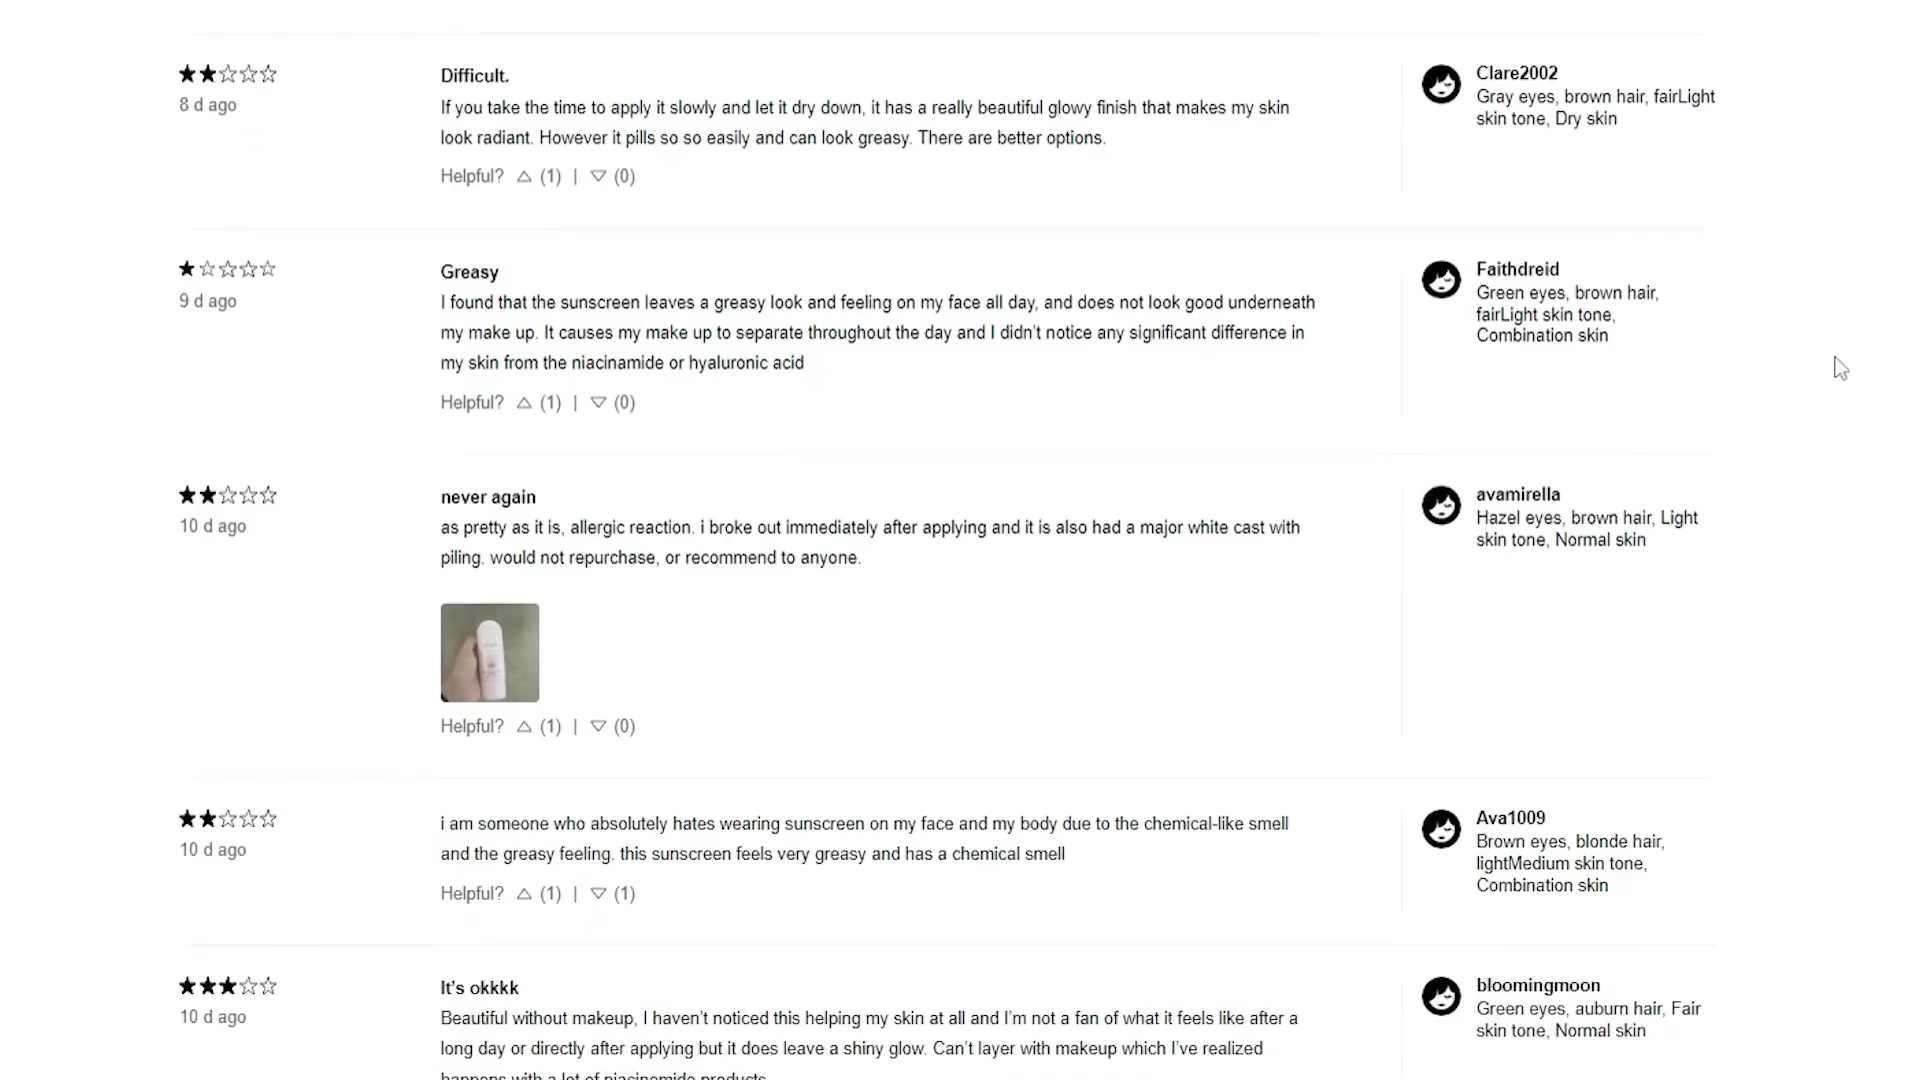 Difficult.
Clare2002
8 d ago
If you take the time to apply it slowly and let it dry down, it has a really beautiful glowy finish that makes my skin
look radiant. However it pills so so easily and can look greasy. There are better options.
Gray eyes, brown hair, fairLight
skin tone, Dry skin
Helpful? (1) | (0)
Greasy
Faithdreid
9 d ago
I found that the sunscreen leaves a greasy look and feeling on my face all day, and does not look good underneath
my make up. It causes my make up to separate throughout the day and I didn't notice any significant difference in
my skin from the niacinamide or hyaluronic acid
Green eyes, brown hair,
fairLight skin tone,
Combination skin
Helpful? (1) | (0)
never again
avamirella
10 d ago
as pretty as it is, allergic reaction. i broke out immediately after applying and it is also had a major white cast with
piling. would not repurchase, or recommend to anyone.
Hazel eyes, brown hair, Light
skin tone, Normal skin
Helpful? (1) | (0)
Ava1009
10 d ago
i am someone who absolutely hates wearing sunscreen on my face and my body due to the chemical-like smell
and the greasy feeling. this sunscreen feels very greasy and has a chemical smell
Brown eyes, blonde hair,
lightMedium skin tone,
Combination skin
Helpful? (1) | (1)
It's okkkk
bloomingmoon
10 d ago
Beautiful without makeup, I haven't noticed this helping my skin at all and I'm not a fan of what it feels like after a
long day or directly after applying but it does leave a shiny glow. Can't layer with makeup which I've realized
happens with a lot of niacinamide products
Green eyes, auburn hair, Fair
skin tone, Normal skin